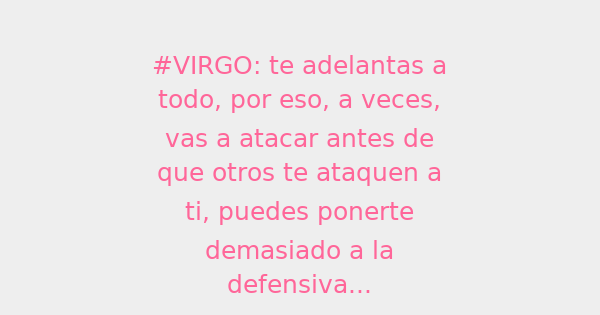 #VIRGO: te adelantas a
todo, por eso, a veces,
vas a atacar antes de
que otros te ataquen a
ti, puedes ponerte
demasiado a la
defensiva...